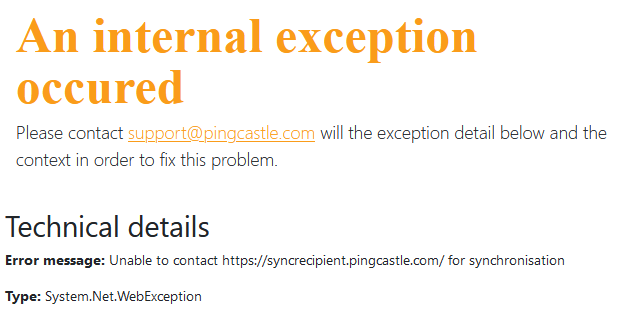 An internal exception
occured
Please contact support@pingcastle.com will the exception detail below and the
context in order to fix this problem.
Technical details
Error message: Unable to contact https://syncrecipient.pingcastle.com/ for synchronisation
Type: System.Net.WebException